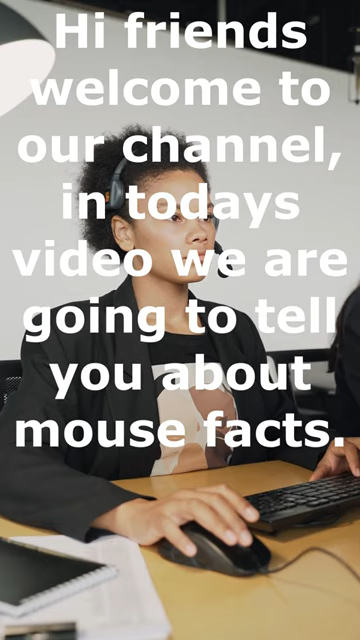 Hi friends
welcome to
our channel,
in todays
video we are
going to tell
you about
mouse facts.